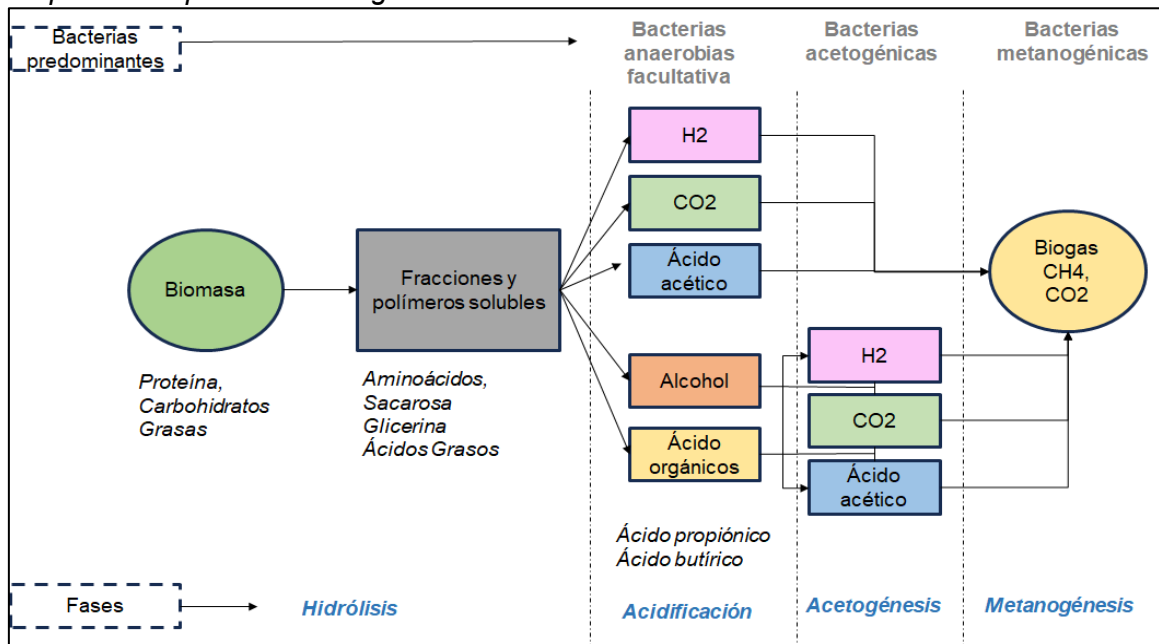 Bacterias
predominantes
Bacterias
anaerobias
facultativa
Bacterias
acetogénicas
Bacterias
metanogénicas
H2
CO2
Ácido
acético
Biomasa
Fracciones y
polímeros solubles
Biogas
CH4,
CO2
Proteína,
Carbohidratos
Grasas
Aminoácidos,
Sacarosa
Glicerina
Ácidos Grasos
Alcohol
Ácido
orgánicos
H2
CO2
Ácido
acético
Ácido propiónico
Ácido butírico
Fases
Hidrólisis
Acidificación
Acetogénesis
Metanogénesis